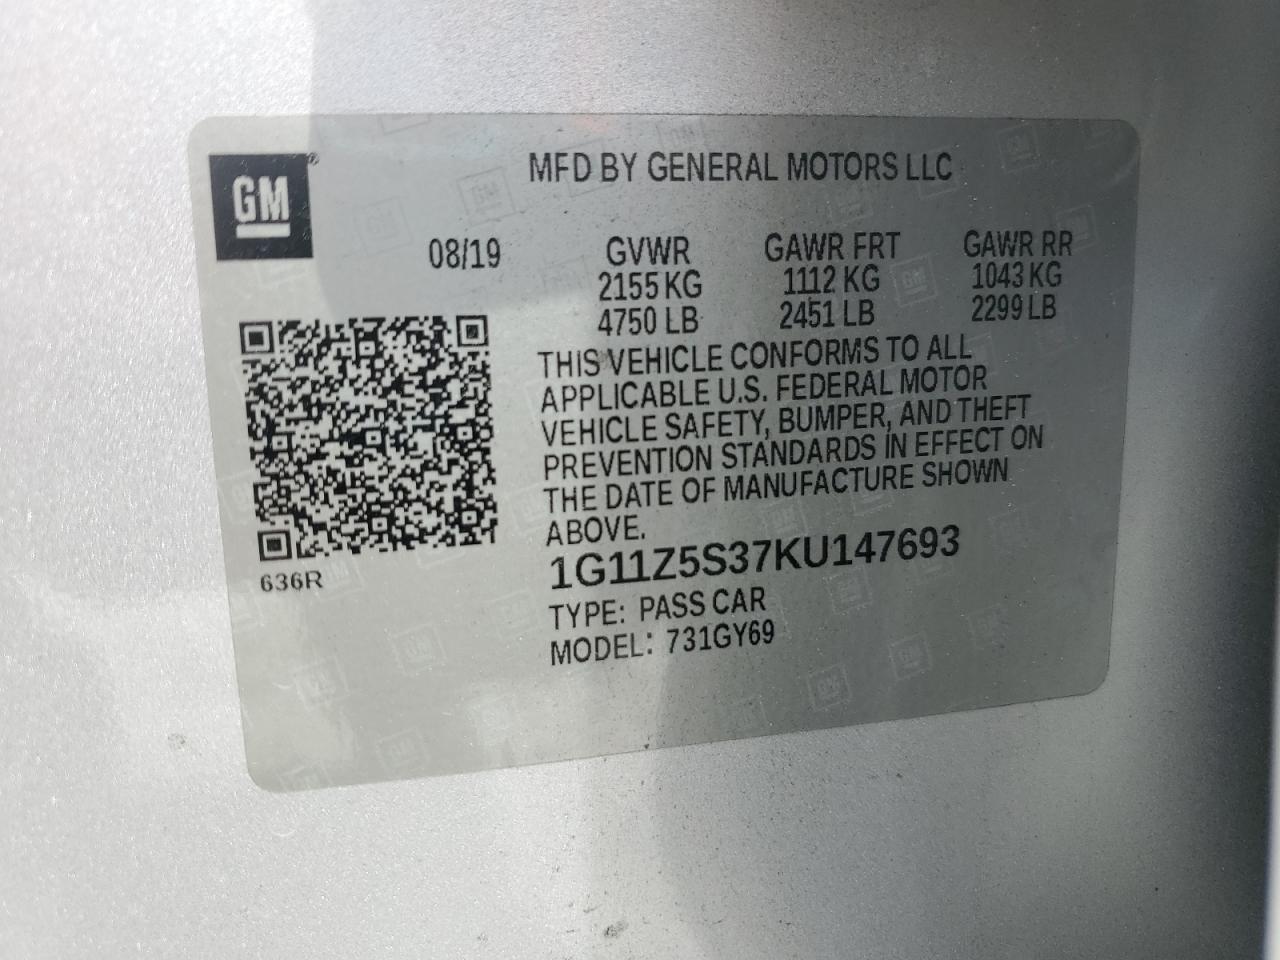 GM®
MFD BY GENERAL MOTORS LLC
08/19 GVWR GAWR FRT GAWR RR
2155 KG 1112 KG 1043 KG
4750 LB 2451 LB 2299 LB
THIS VEHICLE CONFORMS TO ALL
APPLICABLE U.S. FEDERAL MOTOR
VEHICLE SAFETY, BUMPER, AND THEFT
PREVENTION STANDARDS IN EFFECT ON
THE DATE OF MANUFACTURE SHOWN
ABOVE.
1G11Z5S37KU147693
636R
TYPE: PASS CAR
MODEL: 731GY69